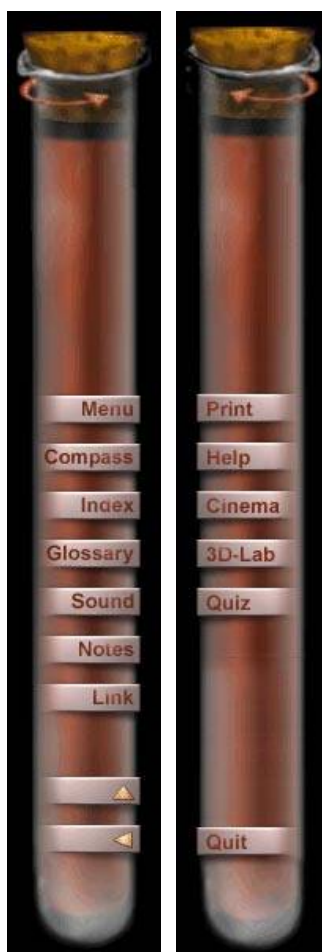 Menu
Compass
Index
Glossary
Sound
Notes
Link
Print
Help
Cinema
3D-Lab
Quiz
Quit